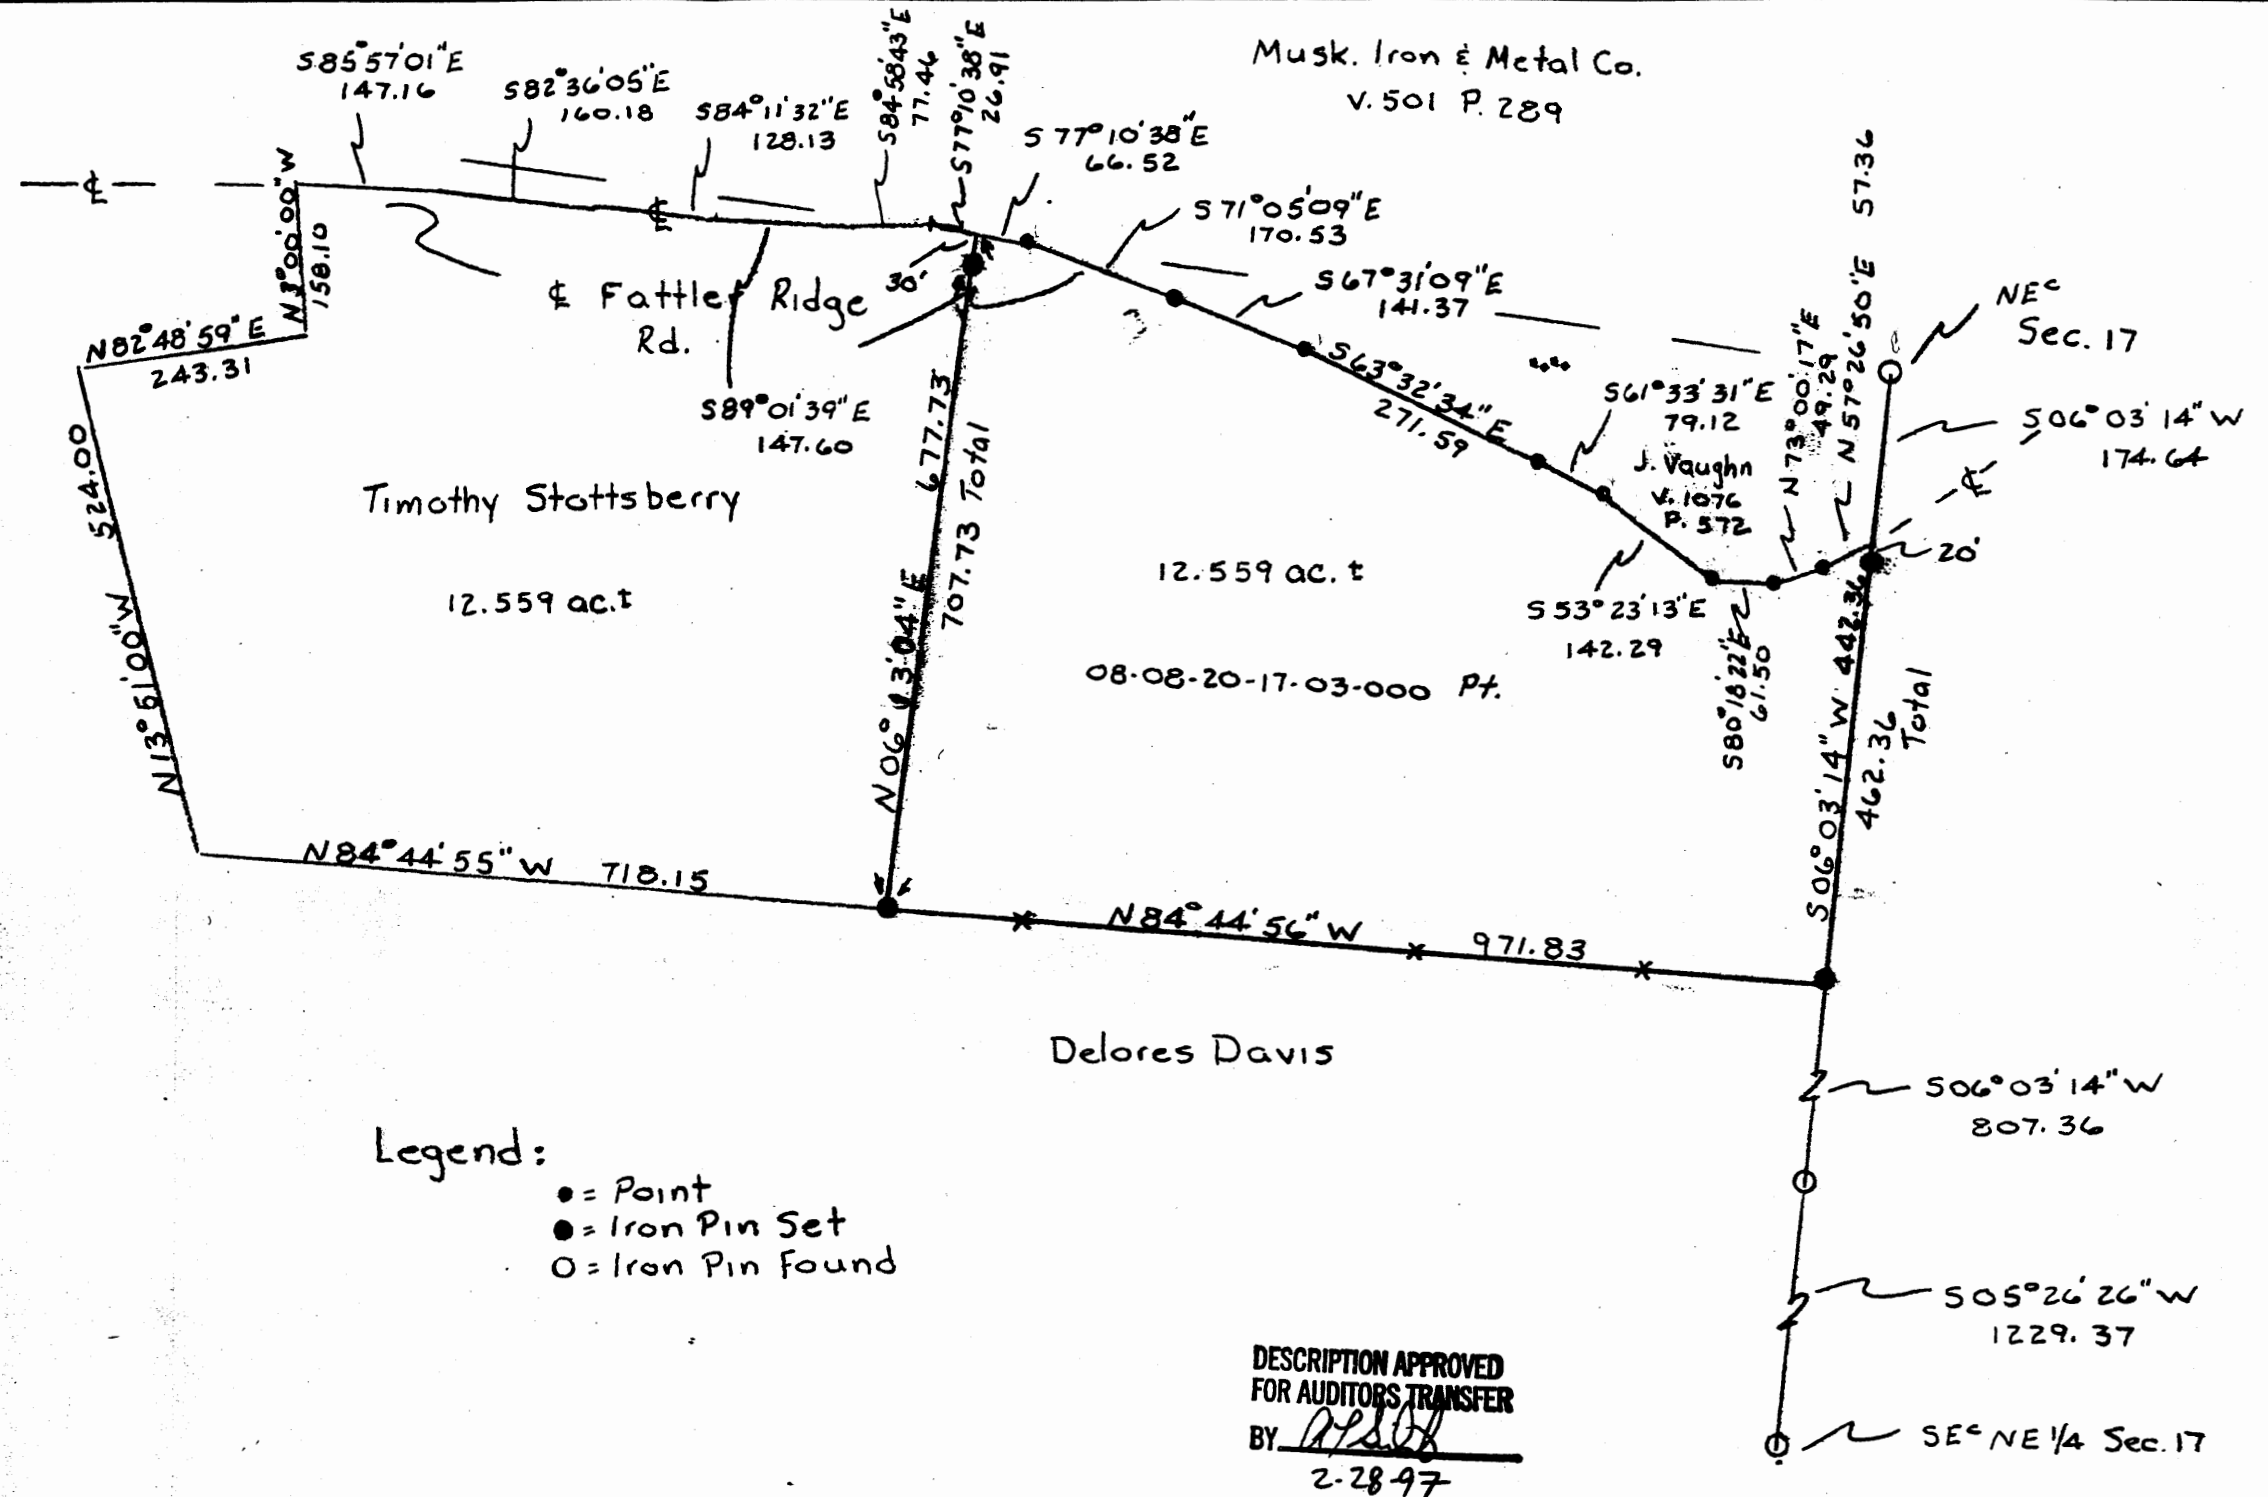 S85°57'01"E
147.16
S82°36'05"E
160.18
S84°11'32"E
128.13
S84°58'43"E
77.46
S77°10'38"E
26.91
S77°10'38"E
66.52
Musk. Iron & Metal Co.
V. 501 P. 289
S71°05'09"E
170.53
S67°31'09"E
141.37
S63°32'34"E
271.59
S61°33'31"E
79.12
J. Vaughn
V. 1076
P. 572
N73°00'17"E
49.29
N57°26'50"E 57.36
NEᶜ
Sec. 17
S06°03'14"W
174.64
℄
20'
℄
N3°00'00"W
158.10
℄
℄ Fattler Ridge
Rd.
30'
N82°48'59"E
243.31
S89°01'39"E
147.60
524.00
N13°51'00"W
Timothy Stottsberry
12.559 ac.±
677.73
707.73 Total
N06°13'04"E
12.559 ac.±
08-08-20-17-03-000 Pt.
S53°23'13"E
142.29
S80°18'22"E
61.50
S06°03'14"W 442.36
462.36
Total
N84°44'55"W 718.15
N84°44'56"W 971.83
Delores Davis
S06°03'14"W
807.36
Legend:
• = Point
● = Iron Pin Set
O = Iron Pin Found
S05°26'26"W
1229.37
SEᶜ NE 1/4 Sec. 17
DESCRIPTION APPROVED
FOR AUDITORS TRANSFER
BY
2-28-97